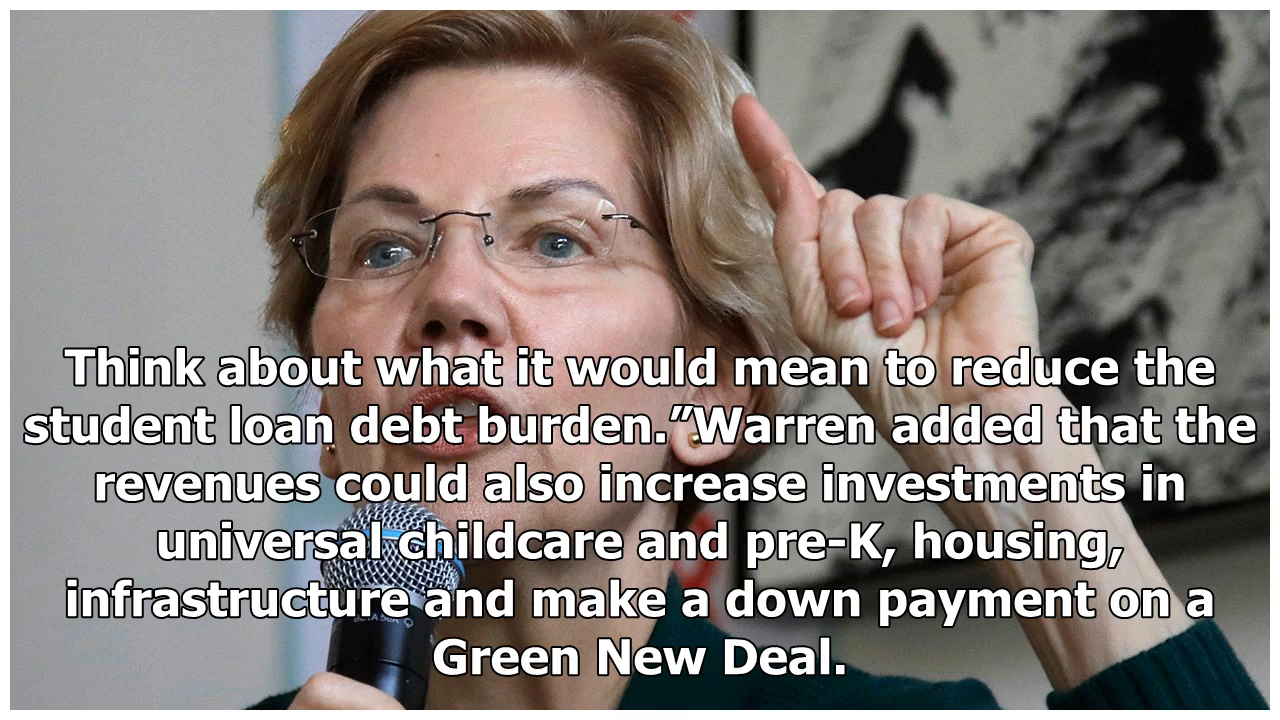 Think about what it would mean to reduce the
student loan debt burden.”Warren added that the
revenues could also increase investments in
universal childcare and pre-K, housing,
infrastructure and make a down payment on a
Green New Deal.